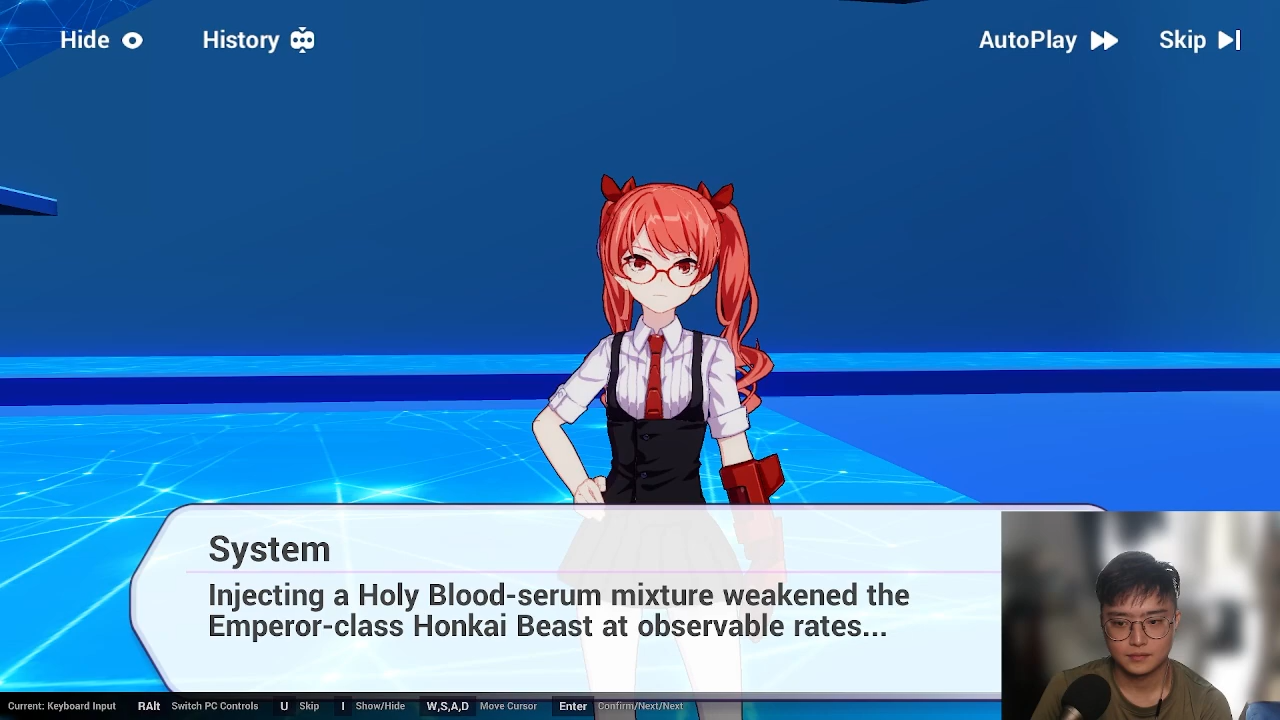 Hide
History
AutoPlay
Skip
System
Injecting a Holy Blood-serum mixture weakened the
Emperor-class Honkai Beast at observable rates...
Current: Keyboard Input RAlt Switch PC Controls U Skip I Show/Hide W,S,A,D Move Cursor Enter Confirm/Next/Next